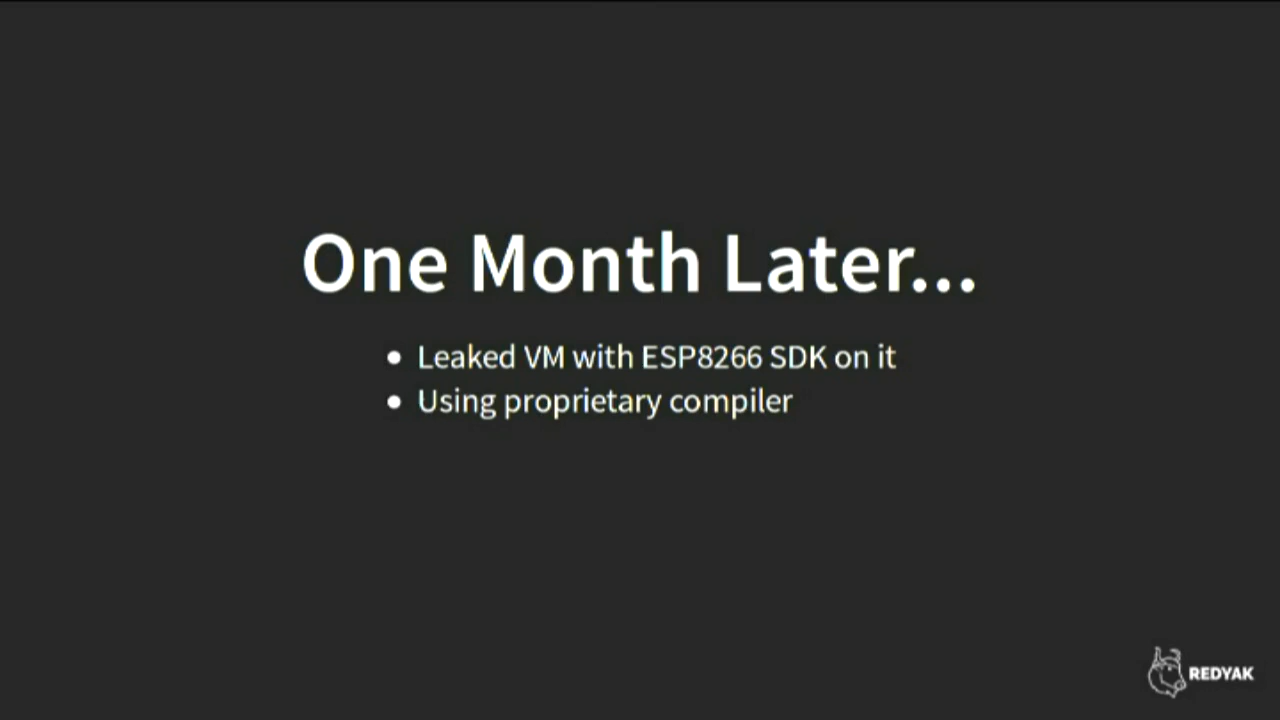 One Month Later...
Leaked VM with ESP8266 SDK on it
Using proprietary compiler
REDYAK